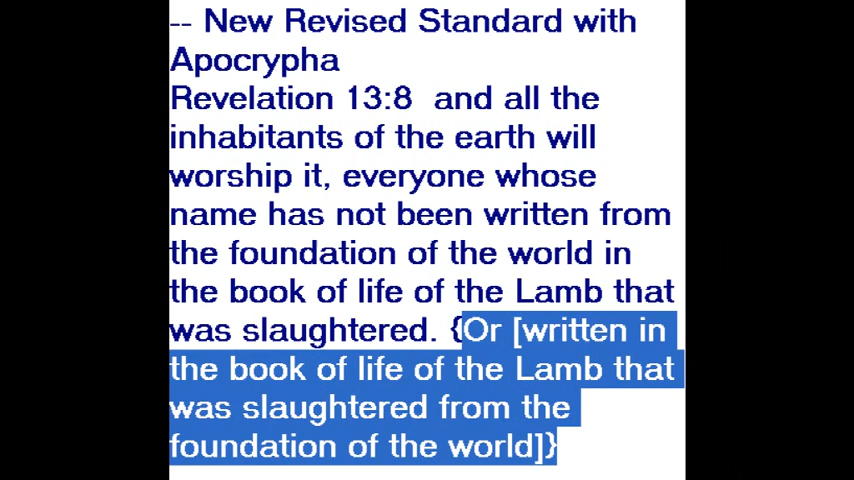 -- New Revised Standard with
Apocrypha
Revelation 13:8  and all the
inhabitants of the earth will
worship it, everyone whose
name has not been written from
the foundation of the world in
the book of life of the Lamb that
was slaughtered. {Or [written in
the book of life of the Lamb that
was slaughtered from the
foundation of the world]}